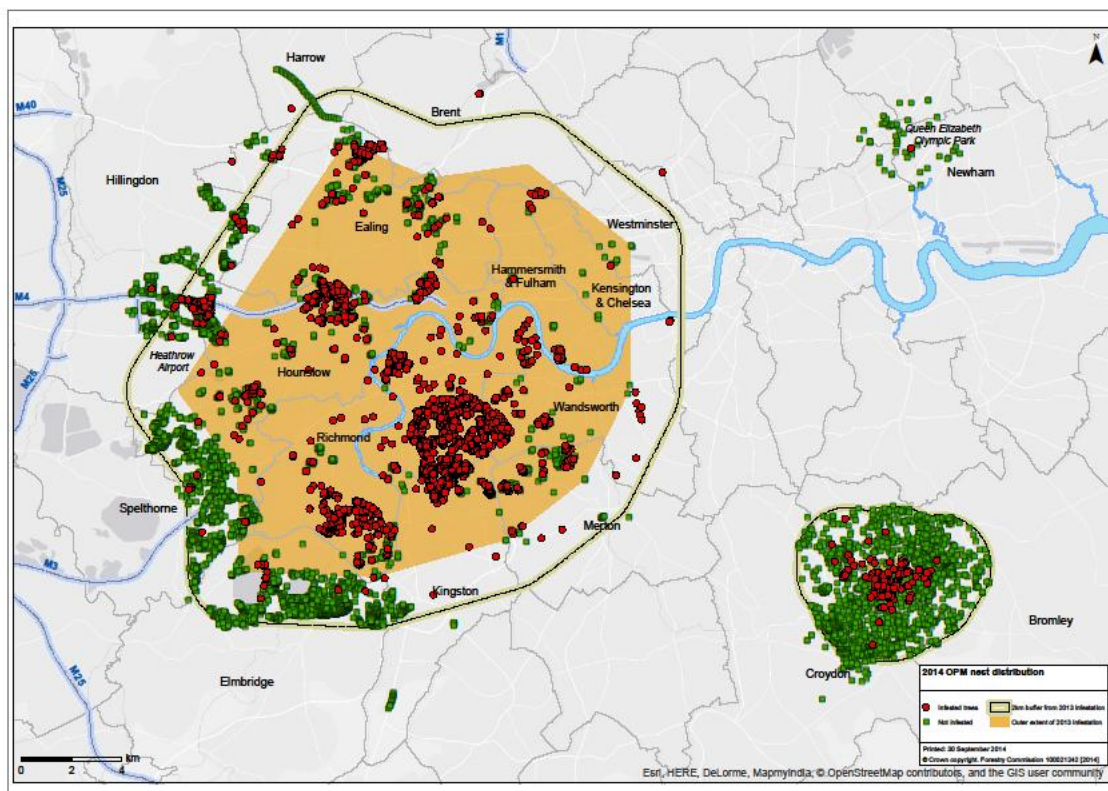 N
Harrow
M1
Brent
M40
Queen Elizabeth
Olympic Park
Hillingdon
Newham
M25
Ealing
Westminster
Hammersmith
& Fulham
Kensington
& Chelsea
M4
Heathrow
Airport
Hounslow
M25
Wandsworth
Richmond
Spelthorne
Merton
M3
Kingston
Bromley
Elmbridge
Croydon
M25
2014 OPM nest distribution
Infested trees
2km buffer from 2013 infestation
Not infested
Outer extent of 2013 infestation
Printed: 30 September 2014
© Crown copyright. Forestry Commission 100021242 [2014]
km
0 2 4
Esri, HERE, DeLorme, MapmyIndia, © OpenStreetMap contributors, and the GIS user community